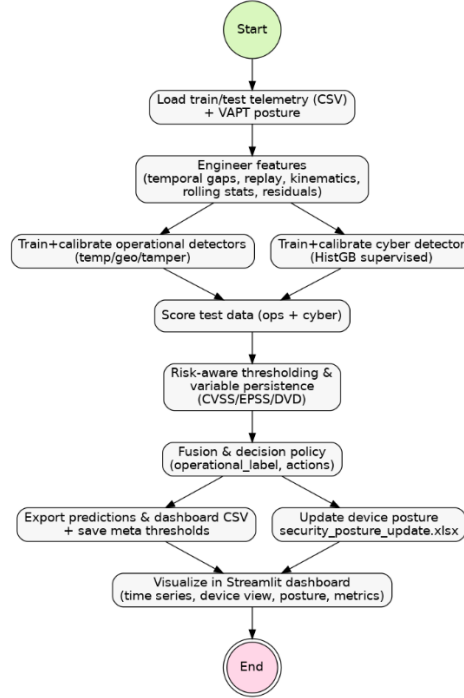 Start
Load train/test telemetry (CSV)
+ VAPT posture
Engineer features
(temporal gaps, replay, kinematics,
rolling stats, residuals)
Train+calibrate operational detectors
(temp/geo/tamper)
Train+calibrate cyber detector
(HistGB supervised)
Score test data (ops + cyber)
Risk-aware thresholding &
variable persistence
(CVSS/EPSS/DVD)
Fusion & decision policy
(operational_label, actions)
Export predictions & dashboard CSV
+ save meta thresholds
Update device posture
security_posture_update.xlsx
Visualize in Streamlit dashboard
(time series, device view, posture, metrics)
End